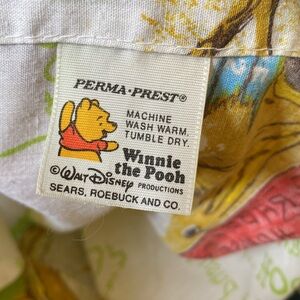 PERMA·PREST®
MACHINE
WASH WARM.
TUMBLE DRY.
Winnie
the Pooh
©WALT DISNEY PRODUCTIONS
SEARS, ROEBUCK AND CO.